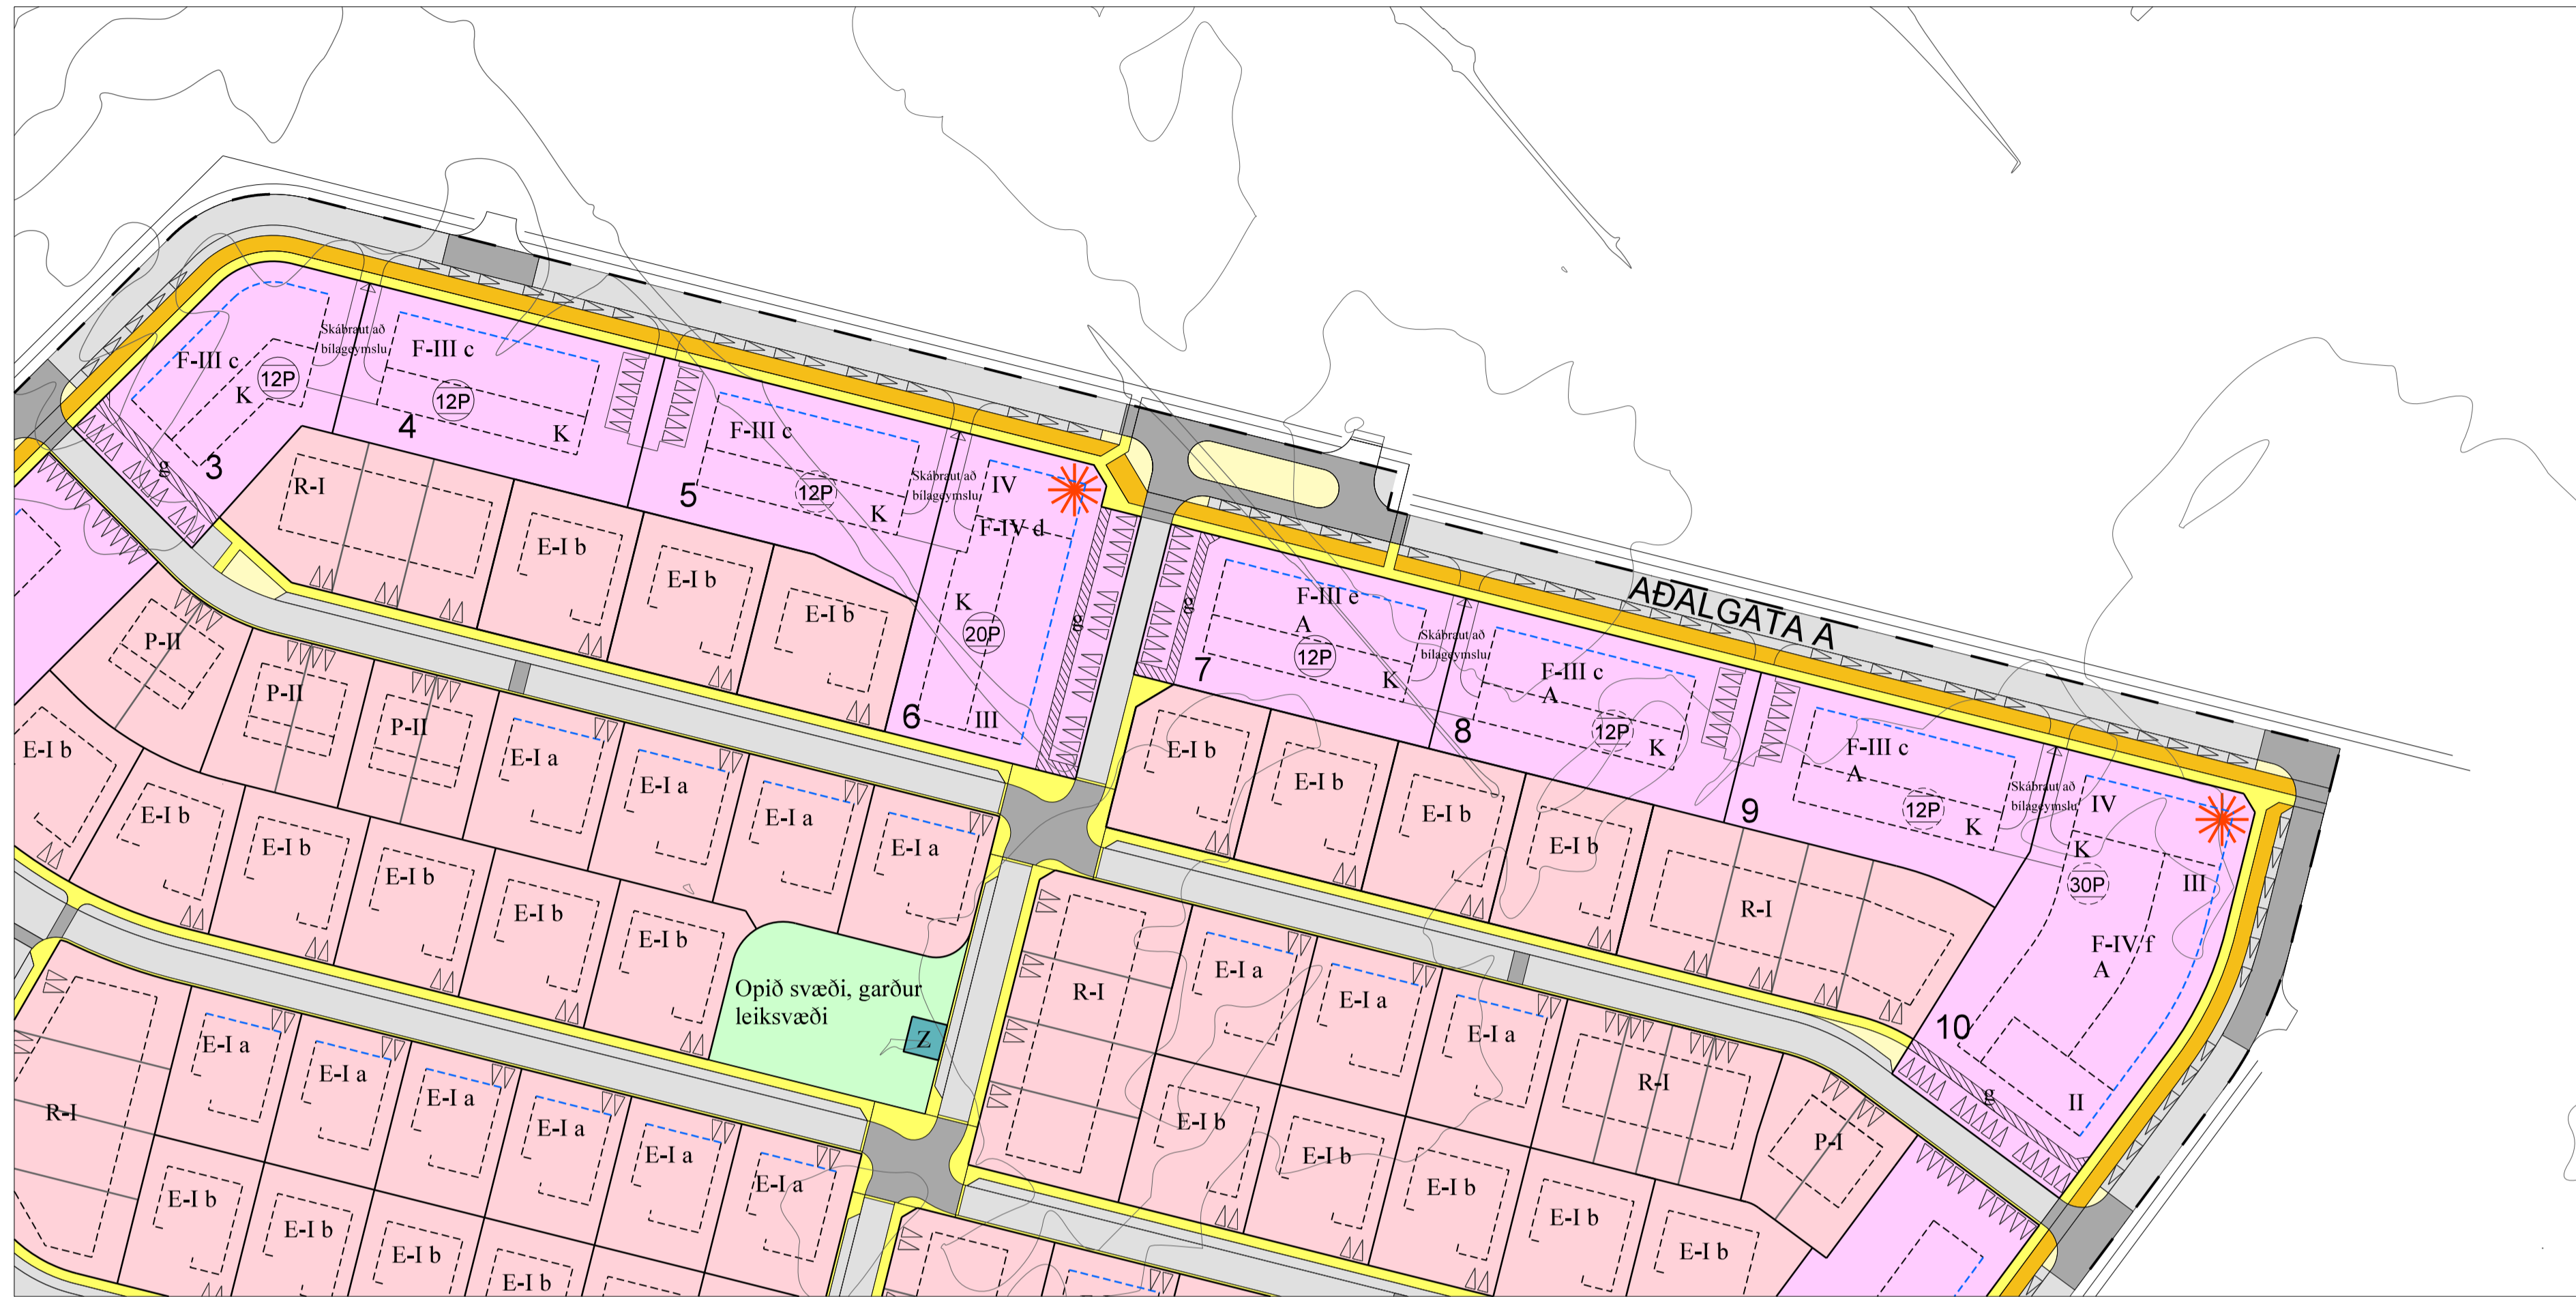 F-III c
K
12P
g
3
Skábraut að
bílageymslu
F-III c
12P
K
4
F-III c
12P
K
5
Skábraut að
bílageymslu
IV
F-IV d
K
20P
III
g
6
g
F-III e
A
12P
K
7
Skábraut að
bílageymslu
F-III c
A
12P
K
8
AÐALGATA A
F-III c
A
12P
K
9
Skábraut að
bílageymslu
IV
K
30P
III
F-IV f
A
II
g
10
R-I
E-I b
E-I b
E-I b
P-II
P-II
P-II
E-I a
E-I a
E-I a
E-I a
E-I b
E-I b
E-I b
E-I b
E-I b
E-I b
Opið svæði, garður
leiksvæði
Z
E-I b
E-I b
E-I b
E-I b
R-I
R-I
E-I a
E-I a
E-I a
R-I
P-I
E-I b
E-I b
E-I b
E-I b
E-I b
R-I
E-I a
E-I a
E-I a
E-I a
E-I a
E-I a
E-I b
E-I b
E-I b
E-I b